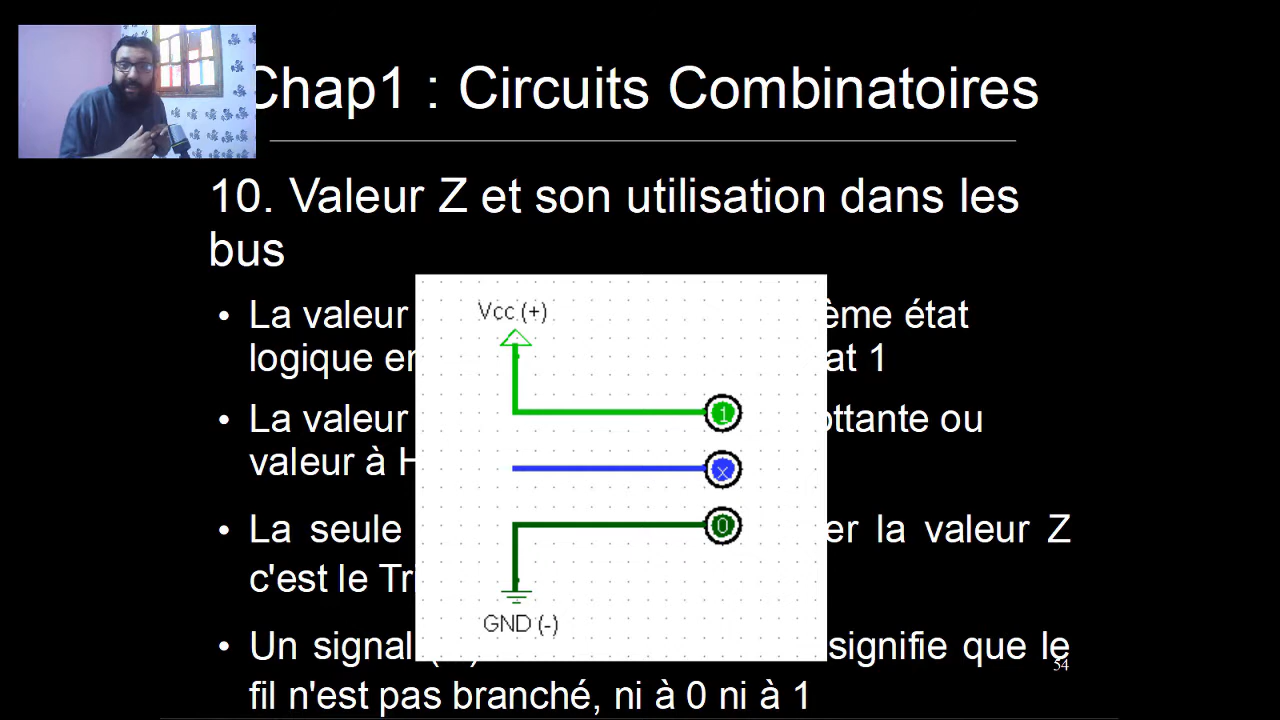 Chap1 : Circuits Combinatoires
10. Valeur Z et son utilisation dans les
bus
• La valeur ème état
logique at 1
• La valeur ottante ou
valeur à
• La seule er la valeur Z
c'est le
• Un signal signifie que le
fil n'est pas branché, ni à 0 ni à 1
Vcc (+)
1
x
0
GND (-)
54